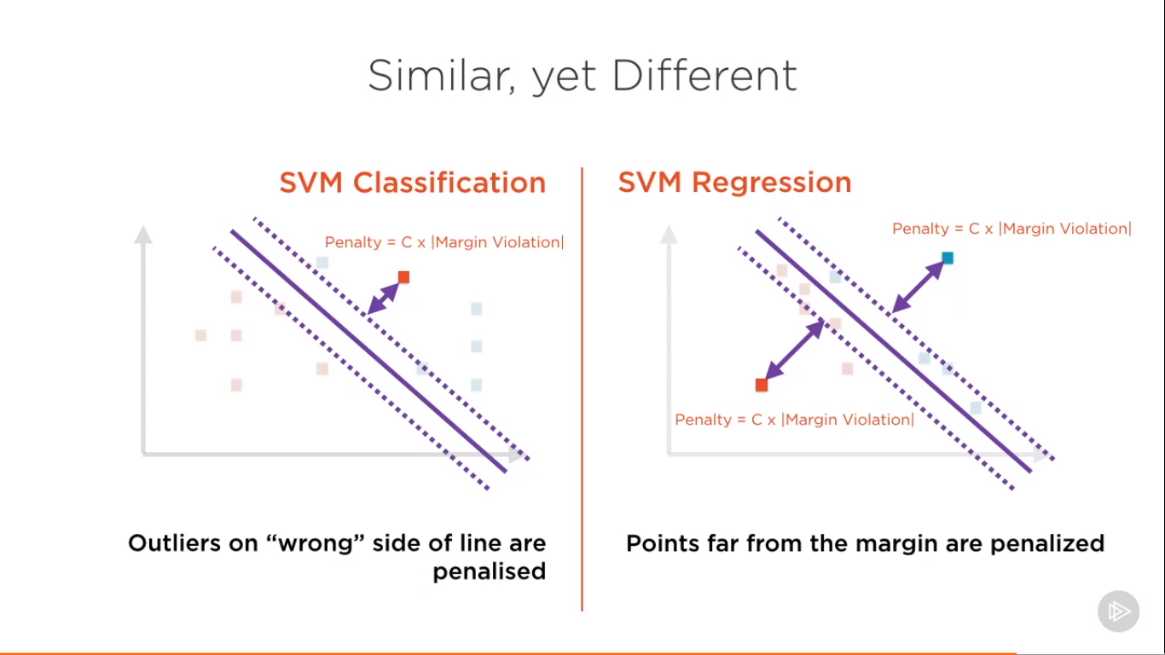 Similar, yet Different
SVM Classification
Penalty = C x |Margin Violation|
Outliers on “wrong” side of line are
penalised
SVM Regression
Penalty = C x |Margin Violation|
Penalty = C x |Margin Violation|
Points far from the margin are penalized